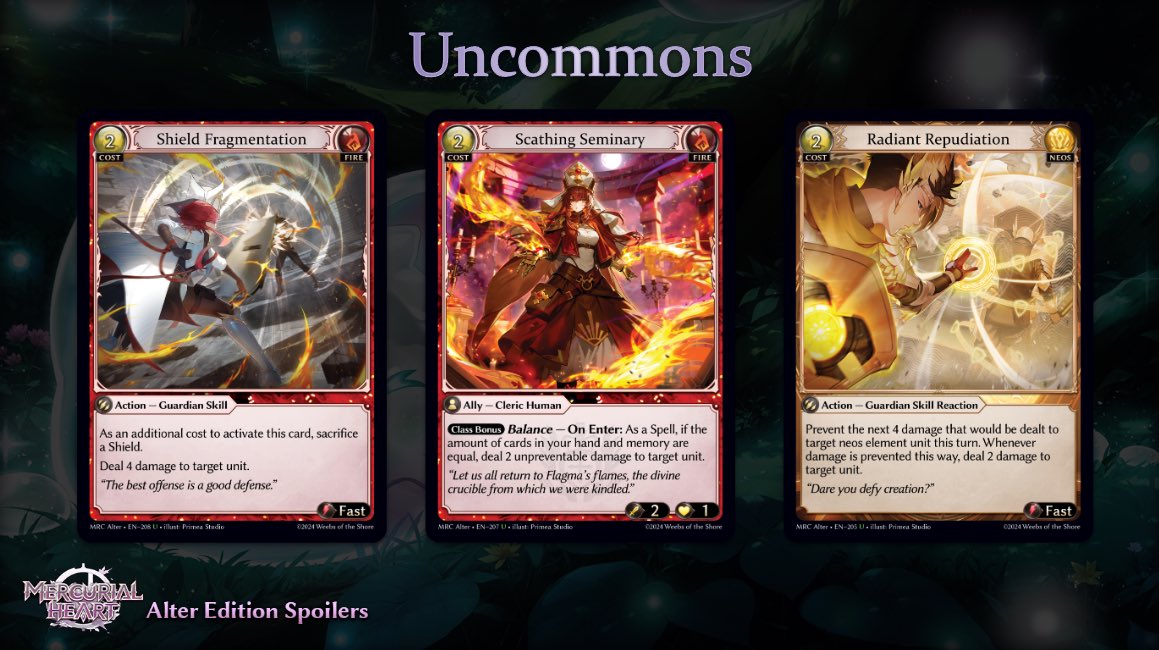 Uncommons
2
COST
Shield Fragmentation
FIRE
Action — Guardian Skill
As an additional cost to activate this card, sacrifice
a Shield.
Deal 4 damage to target unit.
"The best offense is a good defense."
Fast
MRC Alter • EN-208 U • illust: Primea Studio
©2024 Weebs of the Shore
2
COST
Scathing Seminary
FIRE
Ally — Cleric Human
Class Bonus Balance — On Enter: As a Spell, if the
amount of cards in your hand and memory are
equal, deal 2 unpreventable damage to target unit.
"Let us all return to Flagma's flames, the divine
crucible from which we were kindled."
2
1
MRC Alter • EN-207 U • illust: Primea Studio
©2024 Weebs of the Shore
2
COST
Radiant Repudiation
NEOS
Action — Guardian Skill Reaction
Prevent the next 4 damage that would be dealt to
target neos element unit this turn. Whenever
damage is prevented this way, deal 2 damage to
target unit.
"Dare you defy creation?"
Fast
MRC Alter • EN-205 U • illust: Primea Studio
©2024 Weebs of the Shore
MERCURIAL
HEART
Alter Edition Spoilers